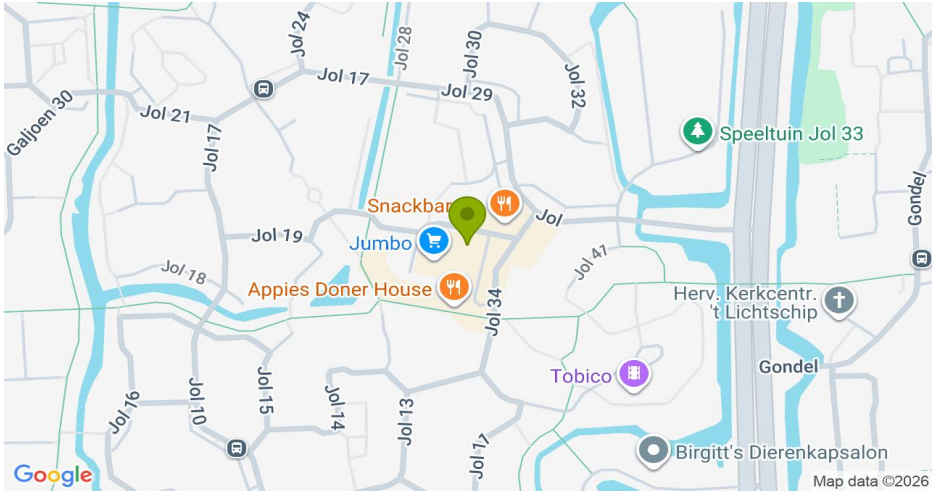 Jol 24
Jol 28
Jol 30
Jol 17
Jol 29
Jol 32
Galjoen 30
Jol 21
Jol 17
Speeltuin Jol 33
Gondel
Snackbar
Jol
Jol 19
Jumbo
Jol 18
Jol 47
Appies Doner House
Jol 34
Herv. Kerkcentr.
't Lichtschip
Gondel
Tobico
Jol 16
Jol 10
Jol 15
Jol 14
Jol 13
Jol 17
Birgitt's Dierenkapsalon
Google
Map data ©2026